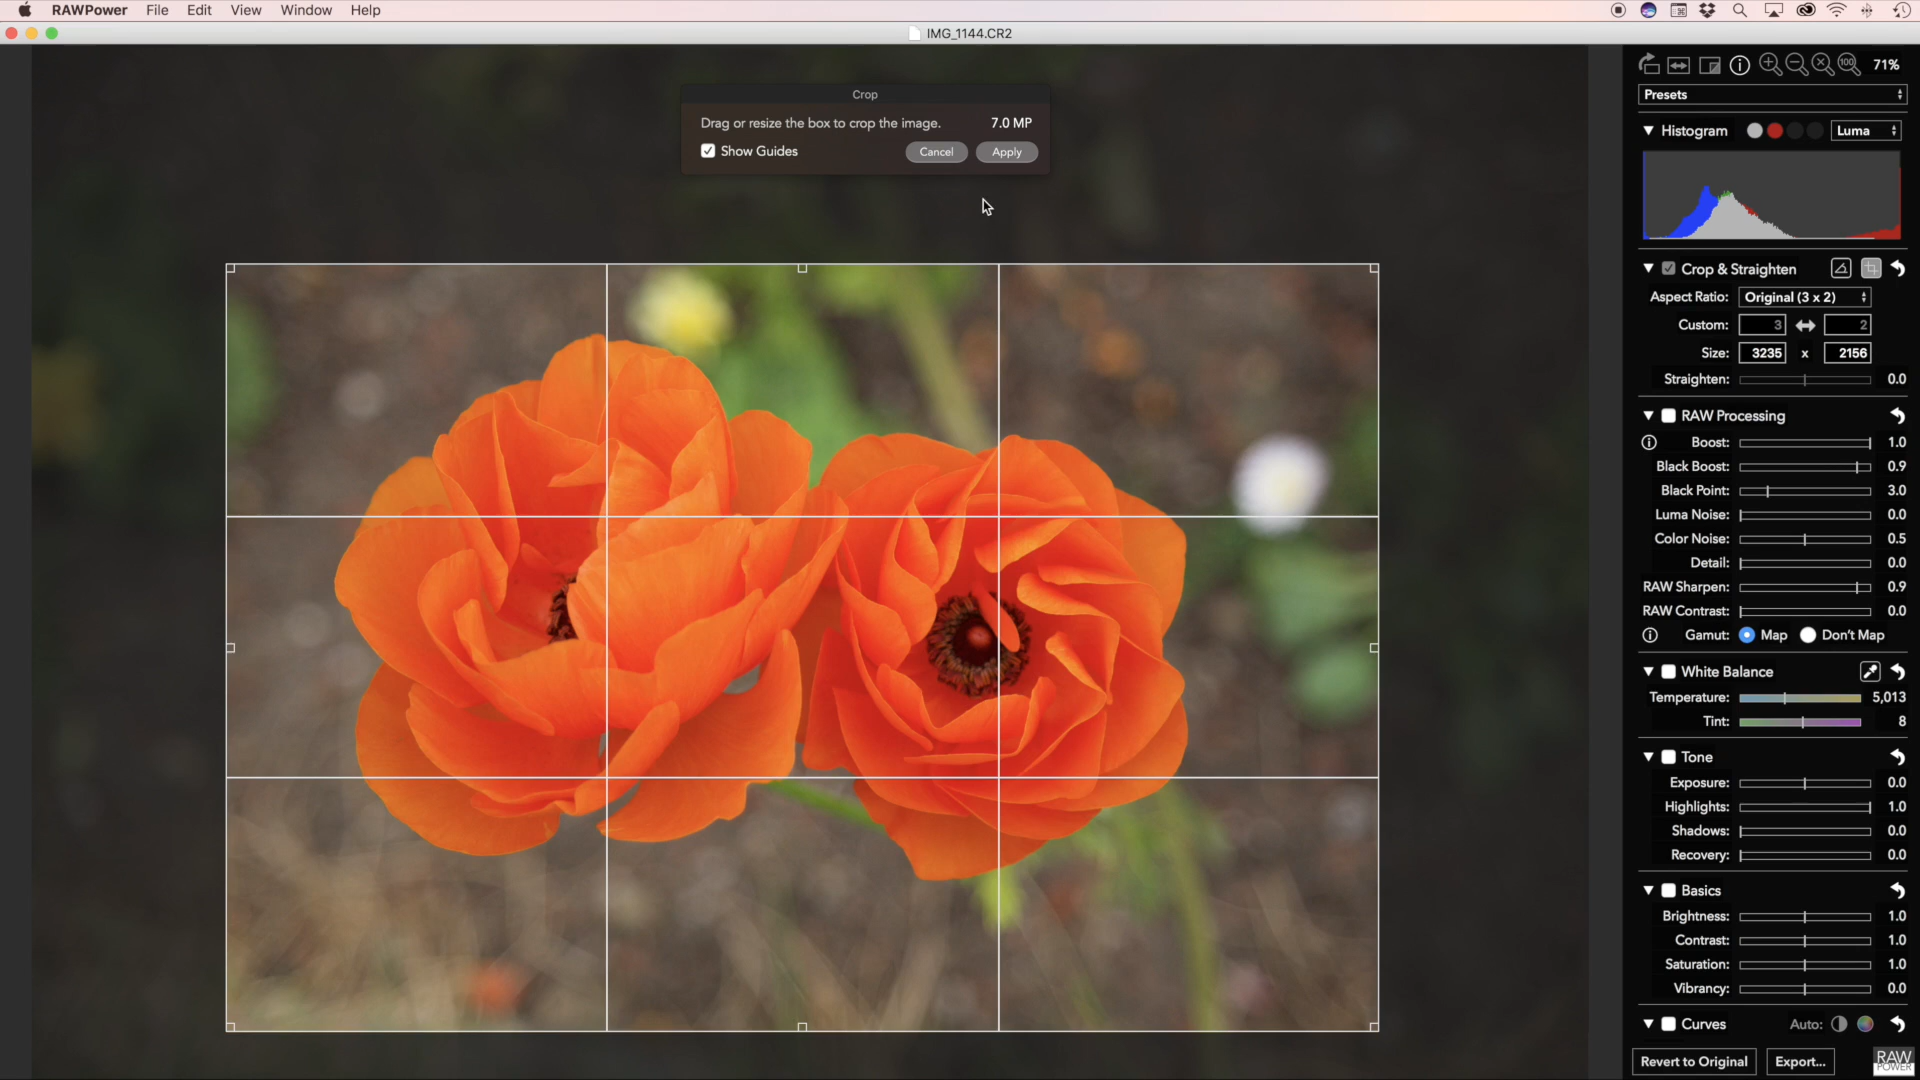 RAWPower File Edit View Window Help
IMG_1144.CR2
Crop
Drag or resize the box to crop the image. 7.0 MP
Show Guides Cancel Apply
100 71%
Presets
Histogram Luma
Crop & Straighten
Aspect Ratio: Original (3 x 2)
Custom: 3 2
Size: 3235 x 2156
Straighten: 0.0
RAW Processing
Boost: 1.0
Black Boost: 0.9
Black Point: 3.0
Luma Noise: 0.0
Color Noise: 0.5
Detail: 0.0
RAW Sharpen: 0.9
RAW Contrast: 0.0
Gamut: Map Don't Map
White Balance
Temperature: 5,013
Tint: 8
Tone
Exposure: 0.0
Highlights: 1.0
Shadows: 0.0
Recovery: 0.0
Basics
Brightness: 1.0
Contrast: 1.0
Saturation: 1.0
Vibrancy: 0.0
Curves Auto:
Revert to Original Export... RAW
POWER